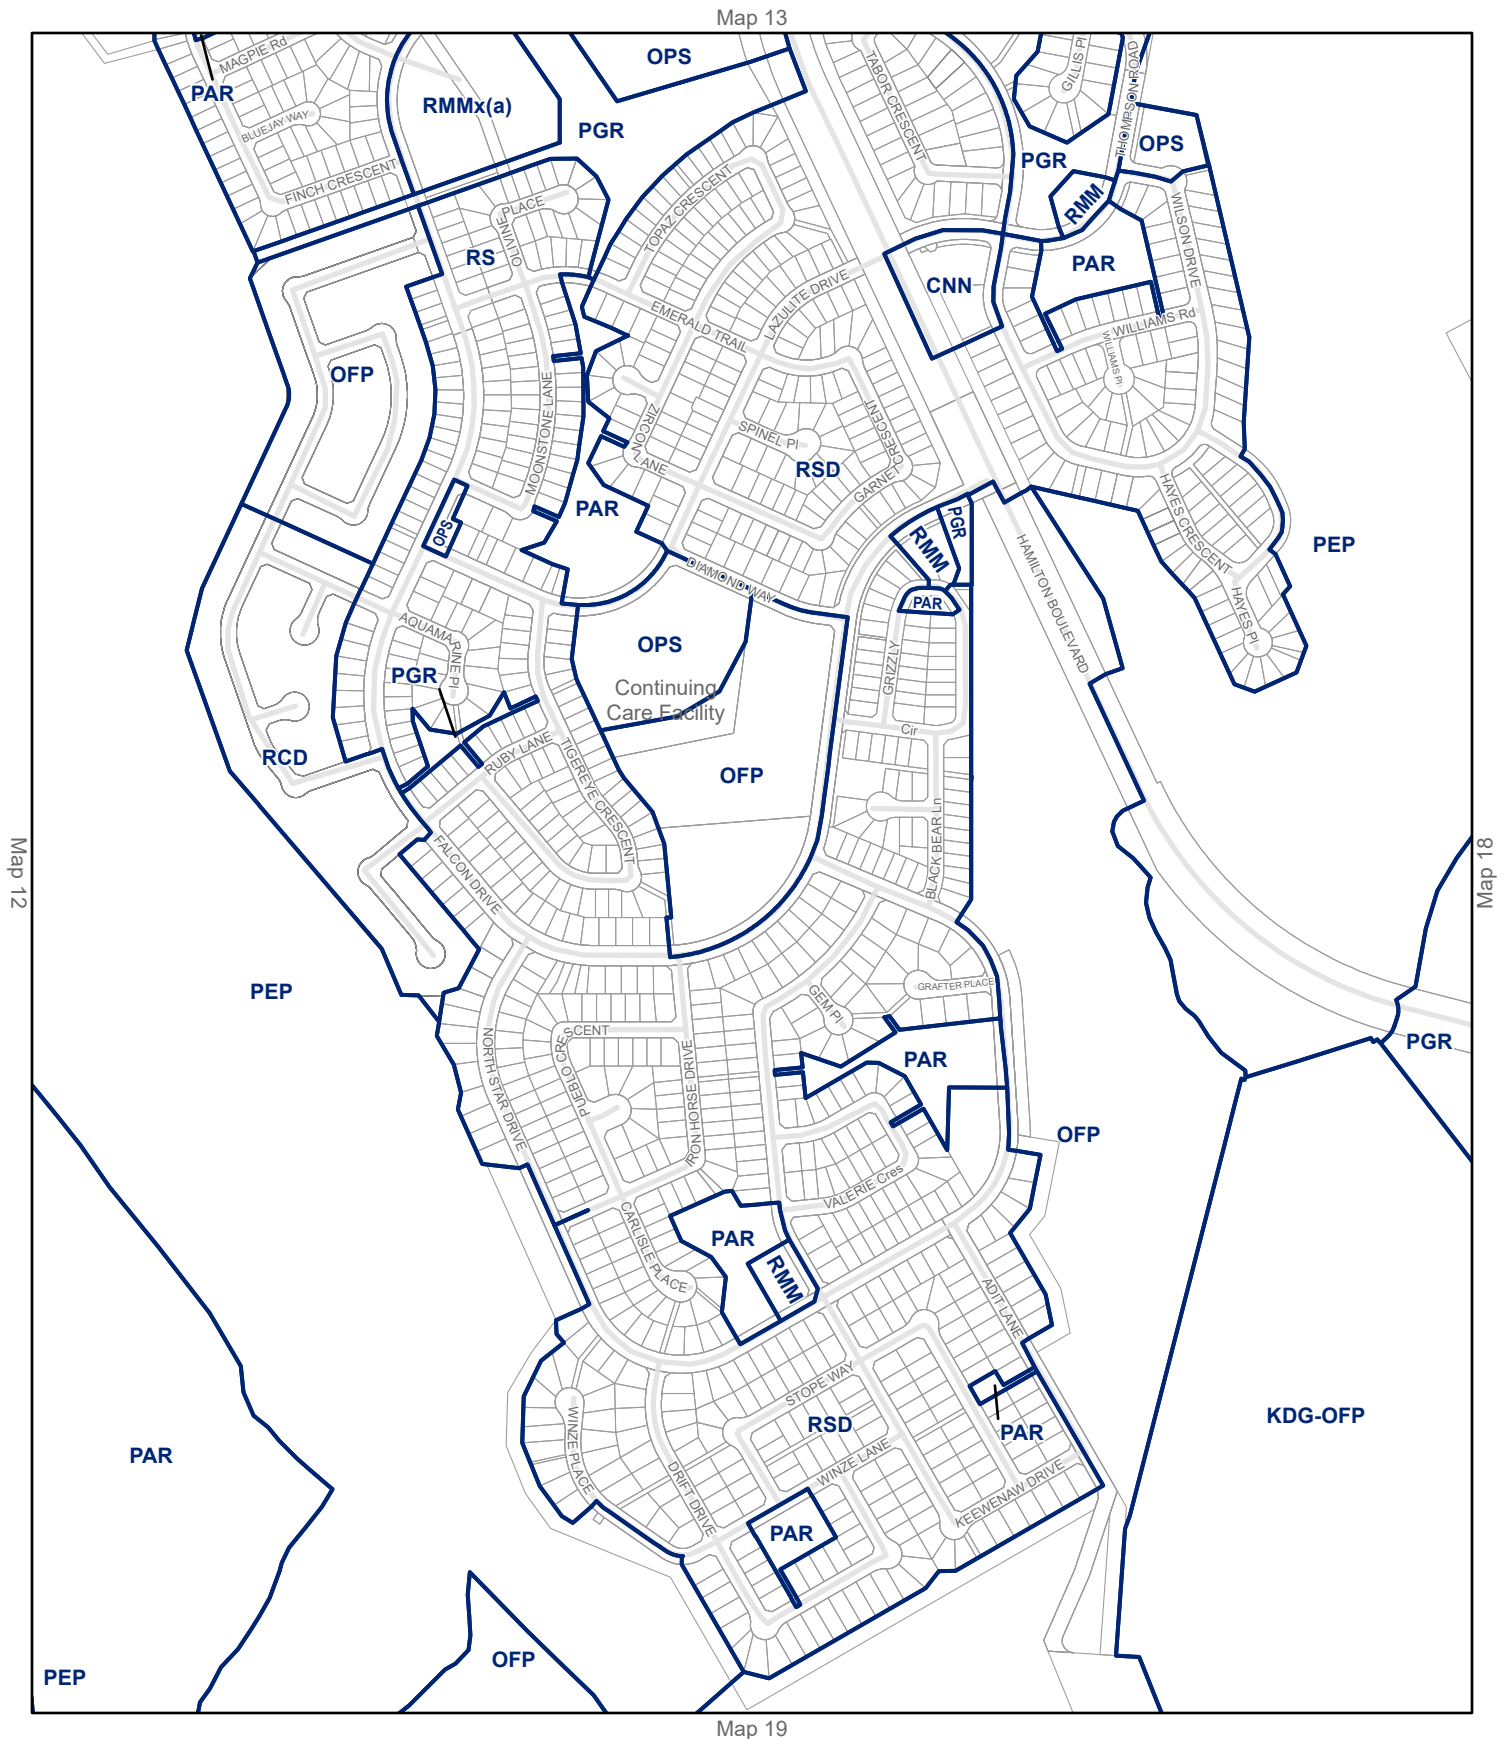 Map 13
OPS
MAGPIE Rd
PAR
RMMx(a)
TABOR CRESCENT
GILLIS Pl
THOMPSON ROAD
BLUEJAY WAY
PGR
OPS
PGR
FINCH CRESCENT
RMM
OLIVINE PLACE
TOPAZ CRESCENT
WILSON DRIVE
RS
PAR
CNN
LAZULITE DRIVE
EMERALD TRAIL
WILLIAMS Rd
WILLIAMS Pl
OFP
MOONSTONE LANE
ZIRCON LANE
SPINEL Pl
GARNET CRESCENT
RSD
PAR
HAYES CRESCENT
OPS
PGR
RMM
PEP
HAMILTON BOULEVARD
DIAMOND WAY
PAR
HAYES Pl
AQUAMARINE Pl
OPS
GRIZZLY Cir
PGR
Continuing
Care Facility
RCD
RUBY LANE
TIGEREYE CRESCENT
OFP
BLACK BEAR Ln
FALCON DRIVE
Map 12
Map 18
PEP
GRAFTER PLACE
GEM Pl
NORTH STAR DRIVE
PUEBLO CRESCENT
IRON HORSE DRIVE
PAR
PGR
OFP
VALERIE Cres
CARLISLE PLACE
PAR
RMM
ADIT LANE
STOPE WAY
KDG-OFP
RSD
PAR
WINZE PLACE
WINZE LANE
PAR
DRIFT DRIVE
KEEWENAW DRIVE
PAR
OFP
PEP
Map 19